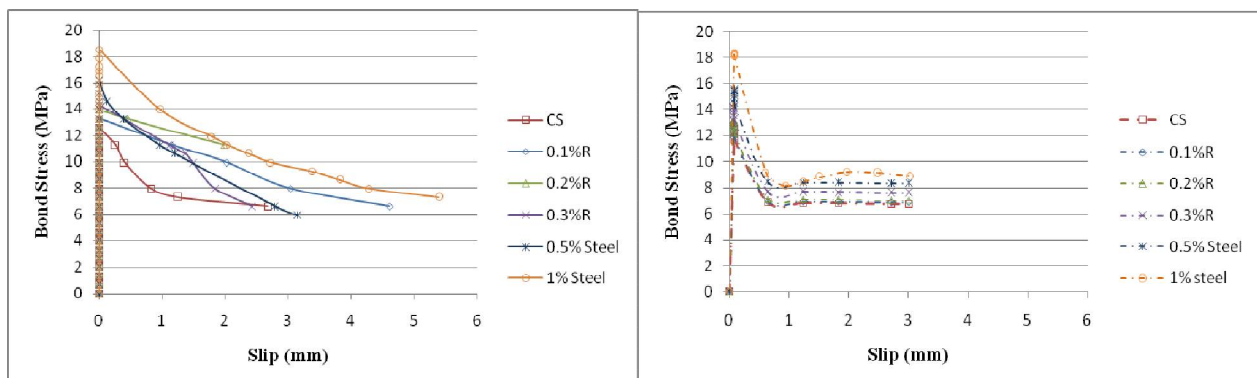 Bond Stress (MPa)
20
18
16
14
12
10
8
6
4
2
0
0 1 2 3 4 5 6
Slip (mm)
CS
0.1%R
0.2%R
0.3%R
0.5% Steel
1% Steel
Bond Stress (MPa)
20
18
16
14
12
10
8
6
4
2
0
0 1 2 3 4 5 6
Slip (mm)
CS
0.1%R
0.2%R
0.3%R
0.5% Steel
1% steel